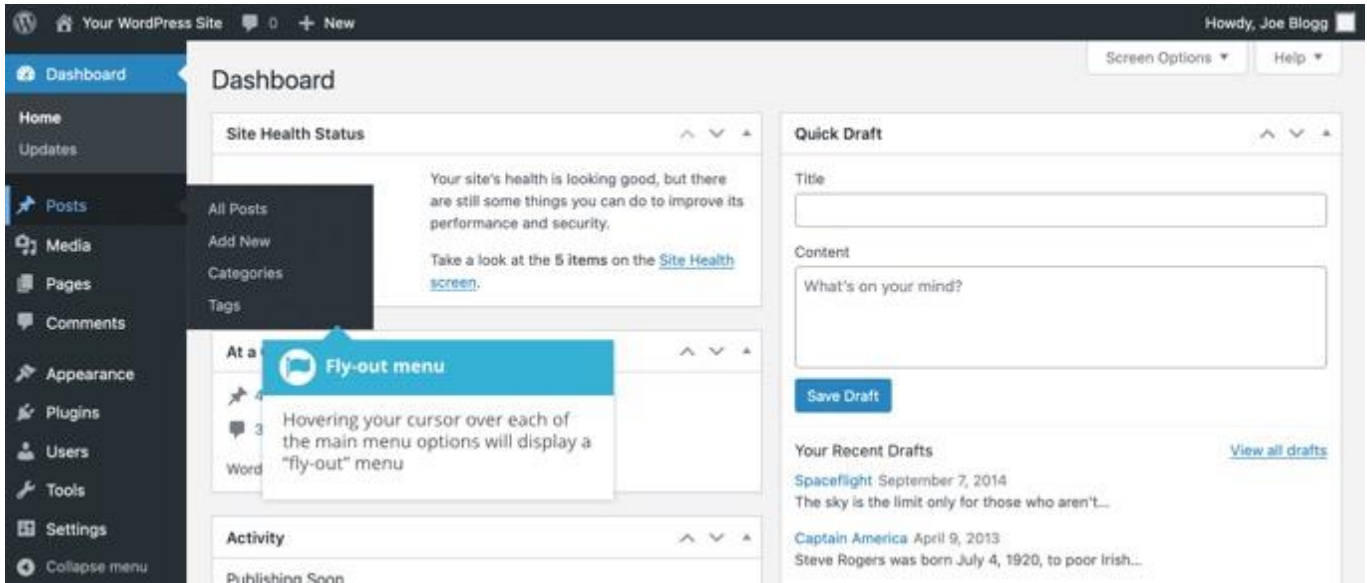 Your WordPress Site 0 + New
Howdy, Joe Blogg
Dashboard
Home
Updates
Posts
Media
Pages
Comments
Appearance
Plugins
Users
Tools
Settings
Collapse menu
All Posts
Add New
Categories
Tags
Screen Options
Help
Dashboard
Site Health Status
Your site's health is looking good, but there
are still some things you can do to improve its
performance and security.
Take a look at the 5 items on the Site Health
screen.
At a
4
3
Word
Fly-out menu
Hovering your cursor over each of
the main menu options will display a
“fly-out” menu
Activity
Publishing Soon
Quick Draft
Title
Content
What's on your mind?
Save Draft
Your Recent Drafts
View all drafts
Spaceflight September 7, 2014
The sky is the limit only for those who aren't...
Captain America April 9, 2013
Steve Rogers was born July 4, 1920, to poor Irish...